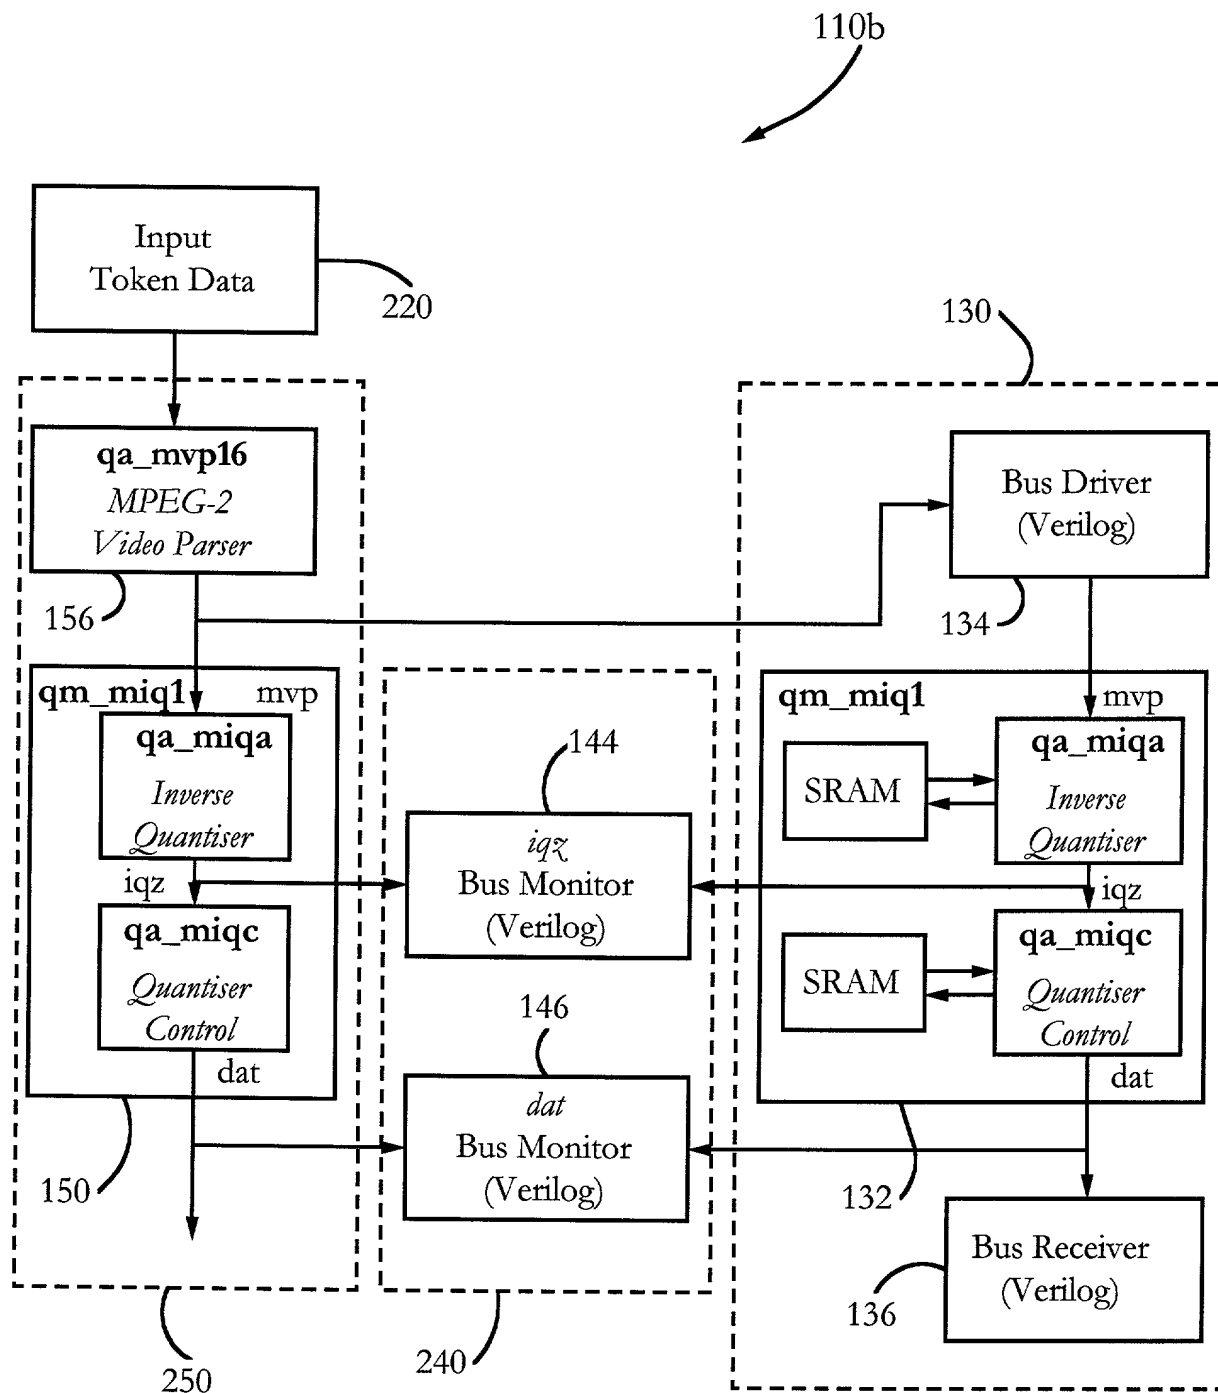 110b
Input
Token Data
220
130
qa_mvp16
MPEG-2
Video Parser
156
Bus Driver
(Verilog)
134
qm_miq1
mvp
qa_miqa
Inverse
Quantiser
iqz
qa_miqc
Quantiser
Control
dat
150
250
144
iqz
Bus Monitor
(Verilog)
146
dat
Bus Monitor
(Verilog)
240
qm_miq1
mvp
SRAM
qa_miqa
Inverse
Quantiser
iqz
SRAM
qa_miqc
Quantiser
Control
dat
132
Bus Receiver
(Verilog)
136